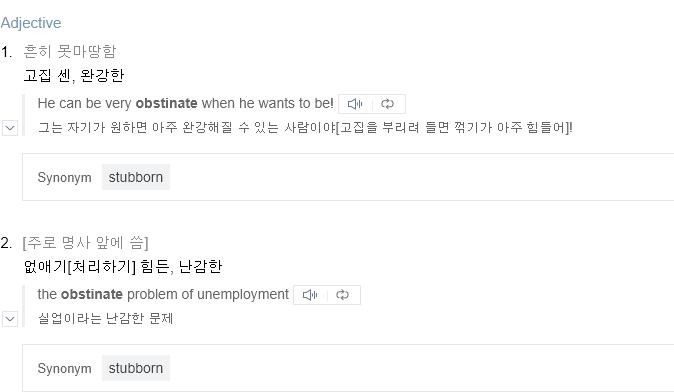 Adjective
1. 흔히 못마땅함
고집 센, 완강한
He can be very obstinate when he wants to be!
그는 자기가 원하면 아주 완강해질 수 있는 사람이야[고집을 부리려 들면 꺾기가 아주 힘들어]!
Synonym stubborn
2. [주로 명사 앞에 씀]
없애기[처리하기] 힘든, 난감한
the obstinate problem of unemployment
실업이라는 난감한 문제
Synonym stubborn